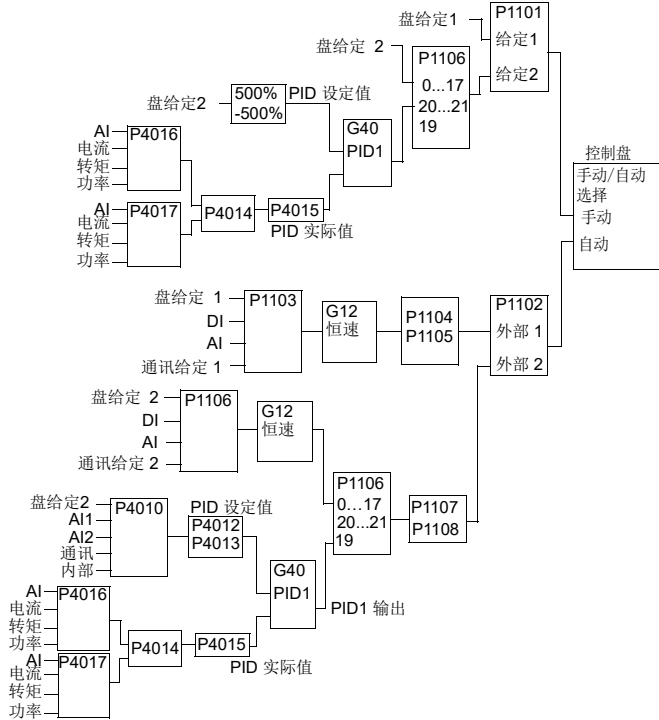 盘给定1
P1101
给定1
给定2
盘给定 2
P1106
0...17
20...21
19
盘给定2
500%
-500%
PID 设定值
G40
PID1
AI
电流
转矩
功率
P4016
AI
电流
转矩
功率
P4017
P4014
P4015
PID 实际值
控制盘
手动/自动
选择
手动
自动
盘给定 1
DI
AI
通讯给定 1
P1103
G12
恒速
P1104
P1105
P1102
外部 1
外部 2
盘给定 2
DI
AI
通讯给定 2
P1106
G12
恒速
P1106
0...17
20...21
19
P1107
P1108
盘给定2
AI1
AI2
通讯
内部
P4010
PID 设定值
P4012
P4013
G40
PID1
PID1 输出
AI
电流
转矩
功率
P4016
AI
电流
转矩
功率
P4017
P4014
P4015
PID 实际值